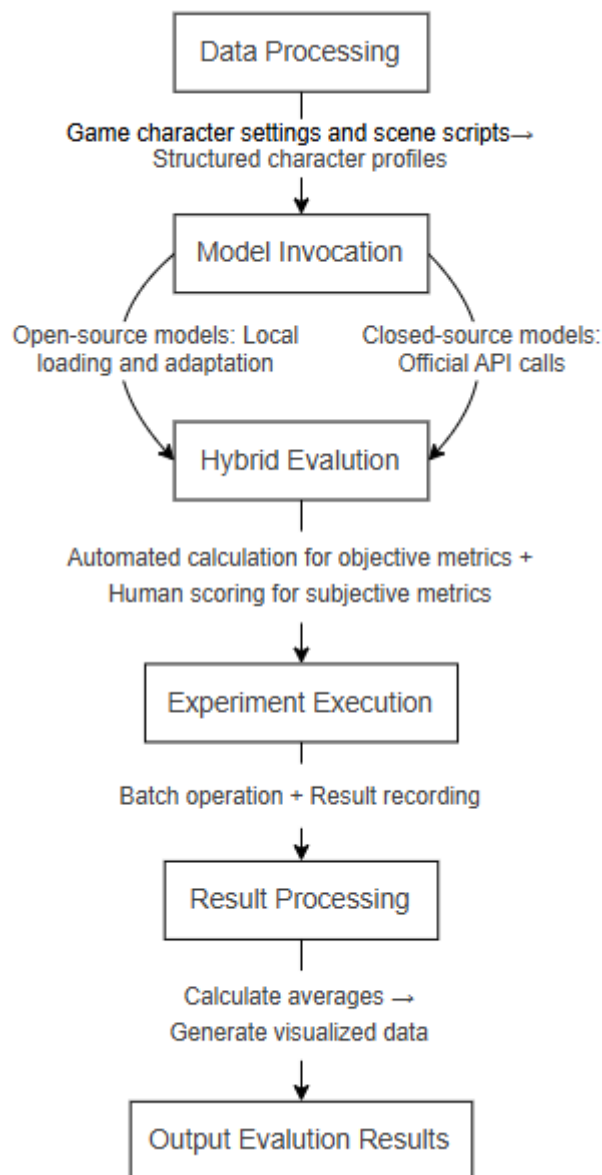 Data Processing
Game character settings and scene scripts→
Structured character profiles
Model Invocation
Open-source models: Local
loading and adaptation
Closed-source models:
Official API calls
Hybrid Evalution
Automated calculation for objective metrics +
Human scoring for subjective metrics
Experiment Execution
Batch operation + Result recording
Result Processing
Calculate averages →
Generate visualized data
Output Evalution Results